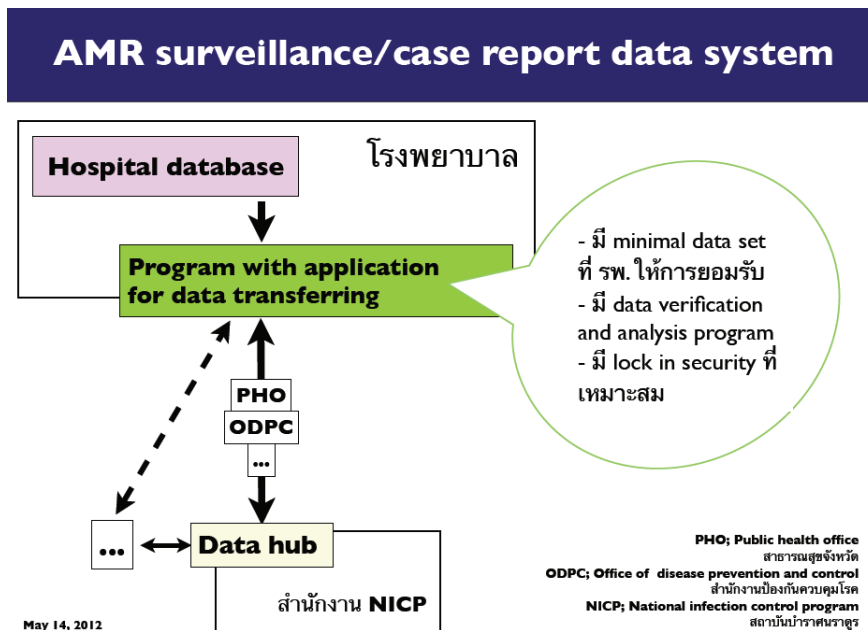 AMR surveillance/case report data system
Hospital database
โรงพยาบาล
Program with application
for data transferring
- มี minimal data set
ที่ รพ. ให้การยอมรับ
- มี data verification
and analysis program
- มี lock in security ที่
เหมาะสม
PHO
ODPC
...
...
Data hub
สำนักงาน NICP
PHO; Public health office
สาธารณสุขจังหวัด
ODPC; Office of disease prevention and control
สำนักงานป้องกันควบคุมโรค
NICP; National infection control program
สถาบันบำราศนราดูร
May 14, 2012